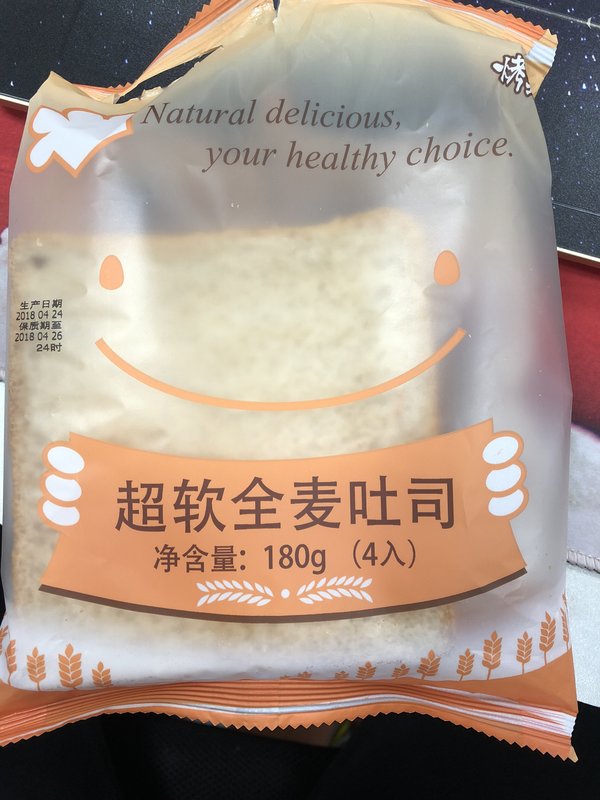 烤
Natural delicious,
your healthy choice.
生产日期
2018 04 24
保质期至
2018 04 26
24时
超软全麦吐司
净含量: 180g （4入）